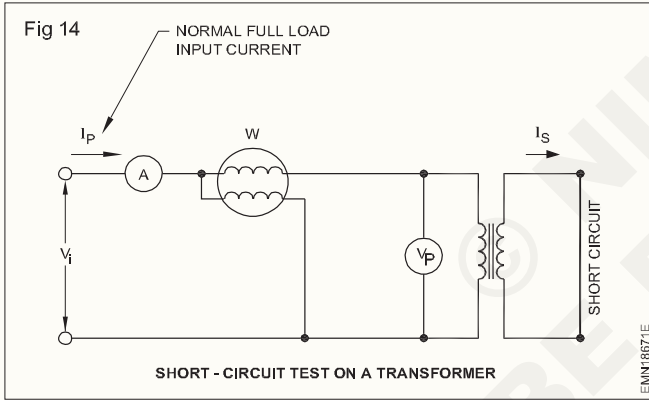 Fig 14
NORMAL FULL LOAD
INPUT CURRENT
I_P
W
I_S
A
V_i
V_P
SHORT CIRCUIT
SHORT - CIRCUIT TEST ON A TRANSFORMER
EMN18671E
©